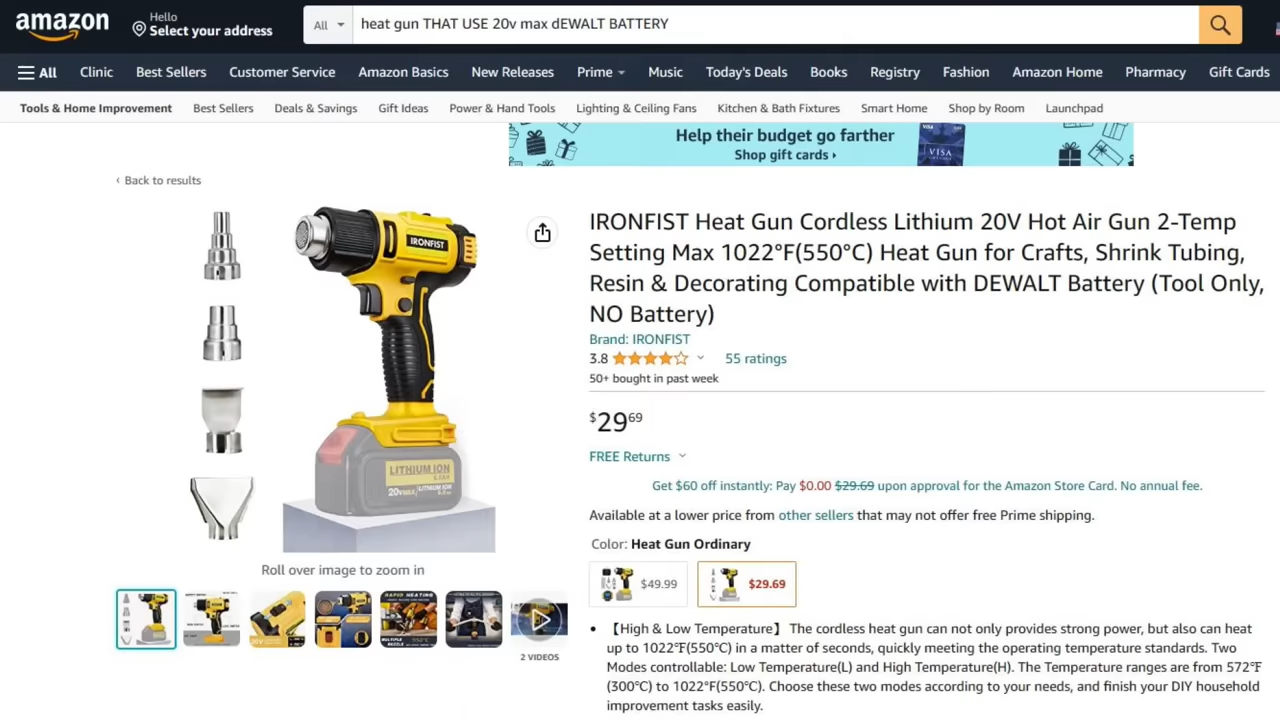 amazon
Hello
Select your address
All
heat gun THAT USE 20v max dEWALT BATTERY
All
Clinic
Best Sellers
Customer Service
Amazon Basics
New Releases
Prime
Music
Today's Deals
Books
Registry
Fashion
Amazon Home
Pharmacy
Gift Cards
Tools & Home Improvement
Best Sellers
Deals & Savings
Gift Ideas
Power & Hand Tools
Lighting & Ceiling Fans
Kitchen & Bath Fixtures
Smart Home
Shop by Room
Launchpad
Help their budget go farther
Shop gift cards ›
VISA
‹ Back to results
IRONFIST
LITHIUM ION
20VMAX
Roll over image to zoom in
RAPID HEATING
2 VIDEOS
IRONFIST Heat Gun Cordless Lithium 20V Hot Air Gun 2-Temp
Setting Max 1022°F(550°C) Heat Gun for Crafts, Shrink Tubing,
Resin & Decorating Compatible with DEWALT Battery (Tool Only,
NO Battery)
Brand: IRONFIST
3.8
55 ratings
50+ bought in past week
$2969
FREE Returns
Get $60 off instantly: Pay $0.00 $29.69 upon approval for the Amazon Store Card. No annual fee.
Available at a lower price from other sellers that may not offer free Prime shipping.
Color: Heat Gun Ordinary
$49.99
$29.69
• 【High & Low Temperature】 The cordless heat gun can not only provides strong power, but also can heat
up to 1022℉(550℃) in a matter of seconds, quickly meeting the operating temperature standards. Two
Modes controllable: Low Temperature(L) and High Temperature(H). The Temperature ranges are from 572℉
(300℃) to 1022℉(550℃). Choose these two modes according to your needs, and finish your DIY household
improvement tasks easily.